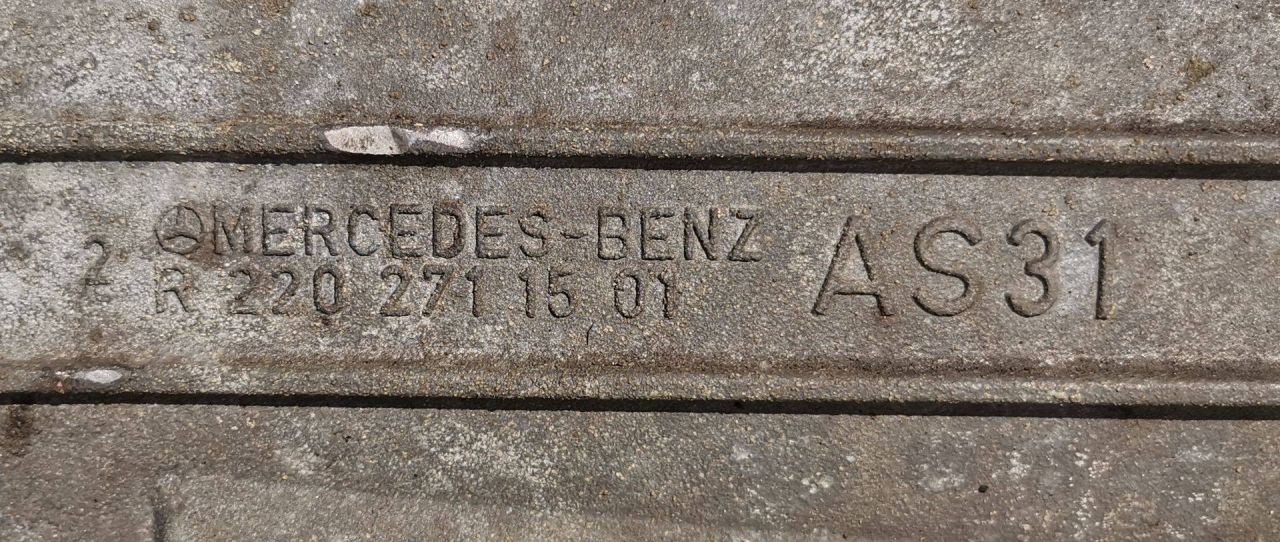 2
MERCEDES-BENZ
R 220 271 15 01
AS31